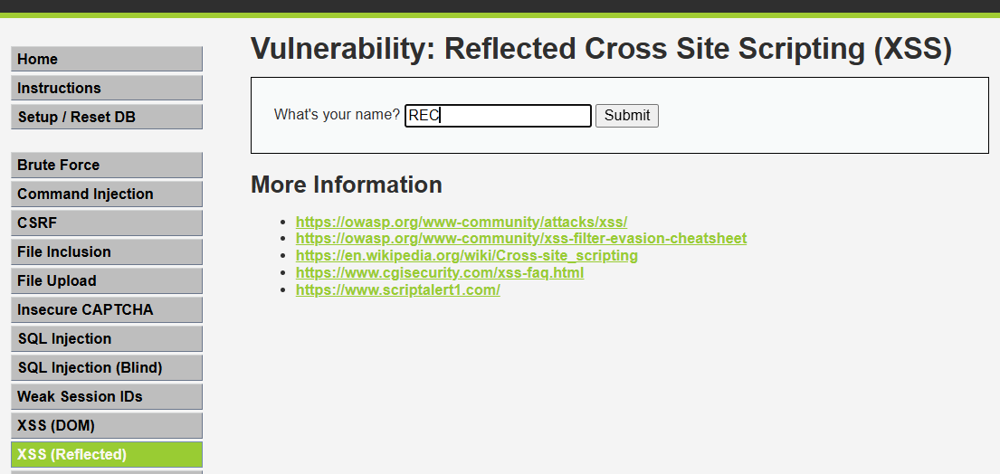 Home
Instructions
Setup / Reset DB
Brute Force
Command Injection
CSRF
File Inclusion
File Upload
Insecure CAPTCHA
SQL Injection
SQL Injection (Blind)
Weak Session IDs
XSS (DOM)
XSS (Reflected)
Vulnerability: Reflected Cross Site Scripting (XSS)
What's your name? REC Submit
More Information
https://owasp.org/www-community/attacks/xss/
https://owasp.org/www-community/xss-filter-evasion-cheatsheet
https://en.wikipedia.org/wiki/Cross-site_scripting
https://www.cgisecurity.com/xss-faq.html
https://www.scriptalert1.com/